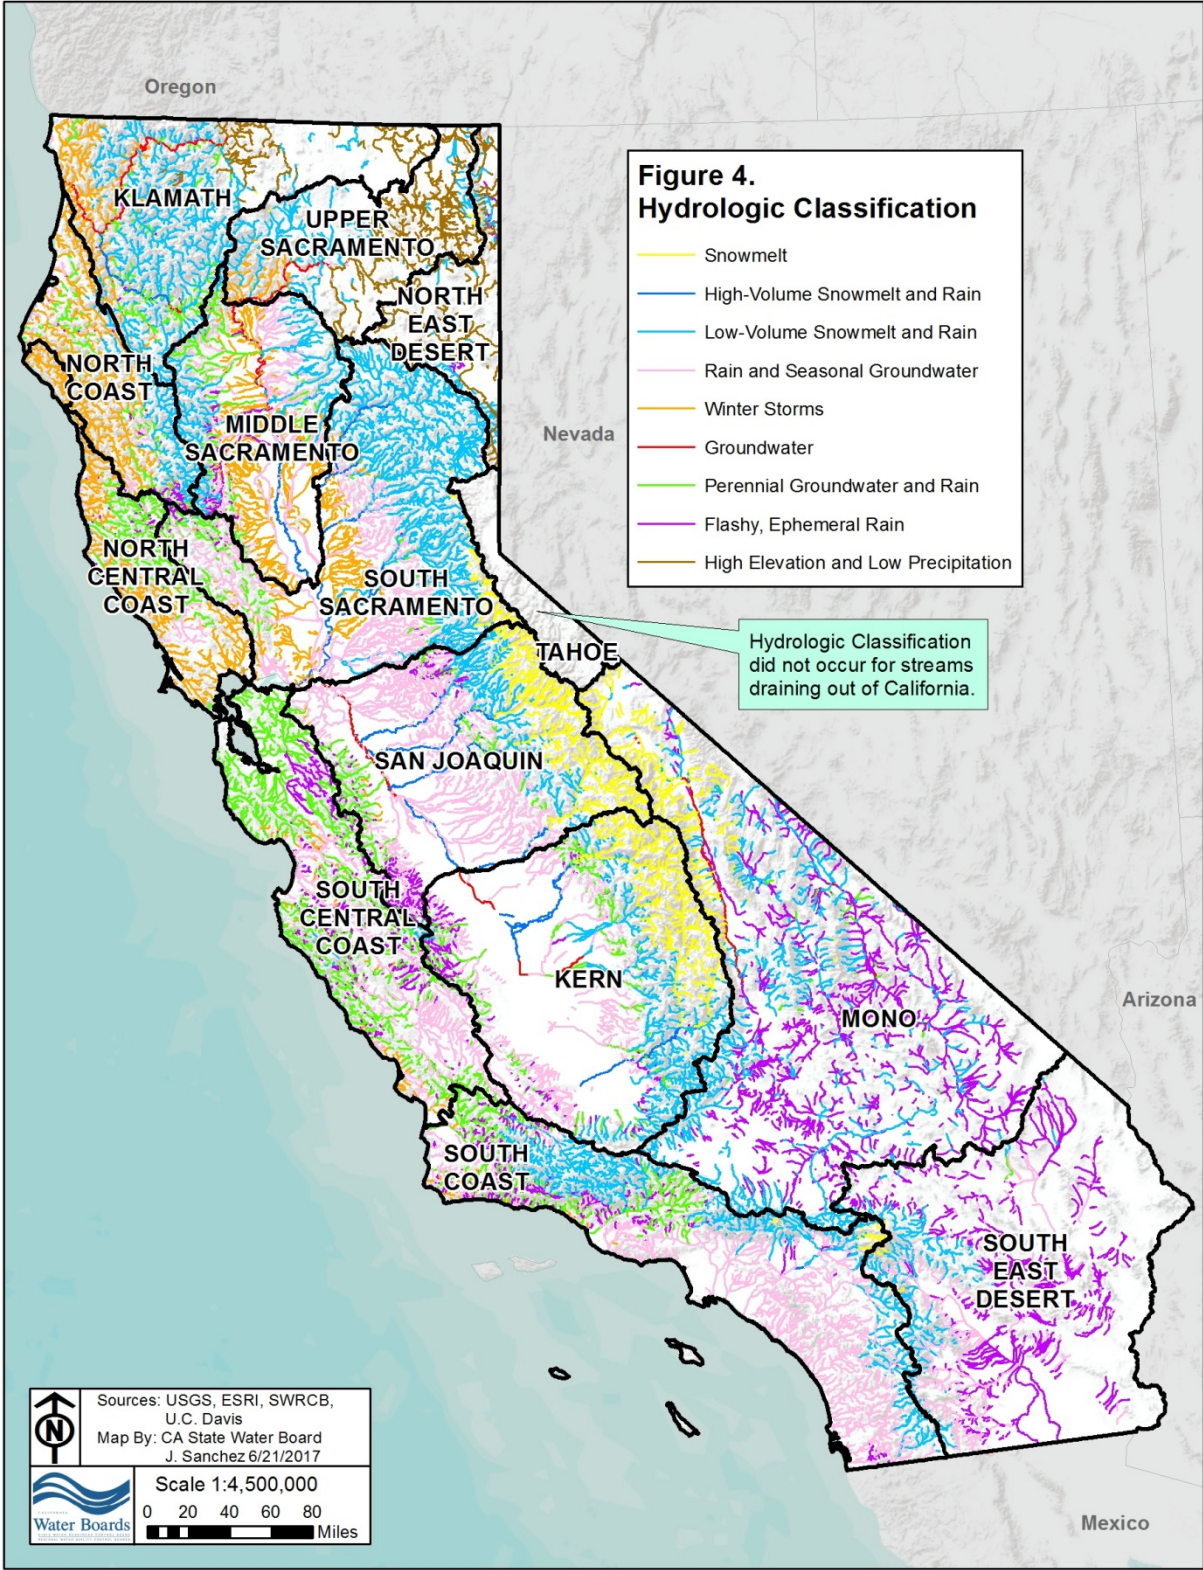 Oregon
Figure 4.
Hydrologic Classification
Snowmelt
High-Volume Snowmelt and Rain
Low-Volume Snowmelt and Rain
Rain and Seasonal Groundwater
Winter Storms
Groundwater
Perennial Groundwater and Rain
Flashy, Ephemeral Rain
High Elevation and Low Precipitation
KLAMATH
UPPER
SACRAMENTO
NORTH
EAST
DESERT
NORTH
COAST
MIDDLE
SACRAMENTO
Nevada
NORTH
CENTRAL
COAST
SOUTH
SACRAMENTO
TAHOE
Hydrologic Classification
did not occur for streams
draining out of California.
SAN JOAQUIN
SOUTH
CENTRAL
COAST
KERN
MONO
Arizona
SOUTH
COAST
SOUTH
EAST
DESERT
N
Sources: USGS, ESRI, SWRCB,
U.C. Davis
Map By: CA State Water Board
J. Sanchez 6/21/2017
CALIFORNIA
Water Boards
Scale 1:4,500,000
0 20 40 60 80
Miles
Mexico